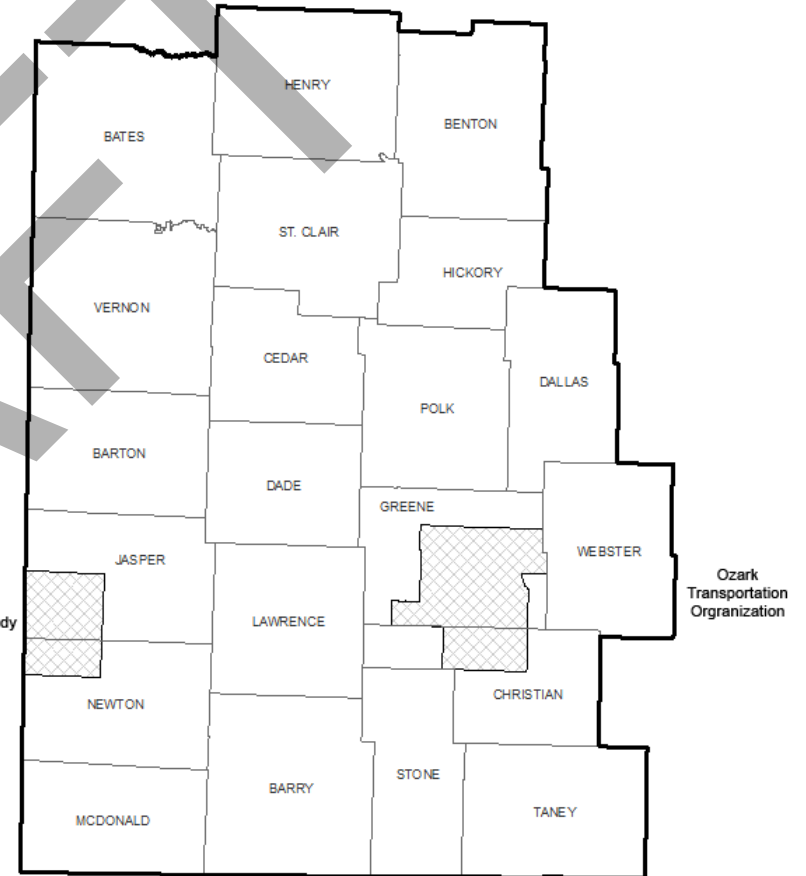 HENRY
BENTON
BATES
ST. CLAIR
HICKORY
VERNON
CEDAR
DALLAS
POLK
BARTON
DADE
GREENE
WEBSTER
JASPER
Ozark
Transportation
Orgranization
LAWRENCE
dy
CHRISTIAN
NEWTON
STONE
BARRY
TANEY
MCDONALD